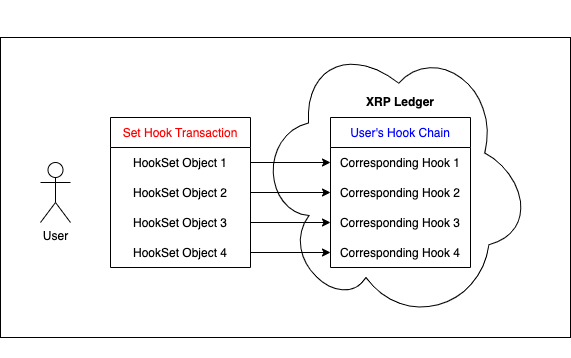 XRP Ledger
Set Hook Transaction
User's Hook Chain
HookSet Object 1
Corresponding Hook 1
HookSet Object 2
Corresponding Hook 2
HookSet Object 3
Corresponding Hook 3
HookSet Object 4
Corresponding Hook 4
User